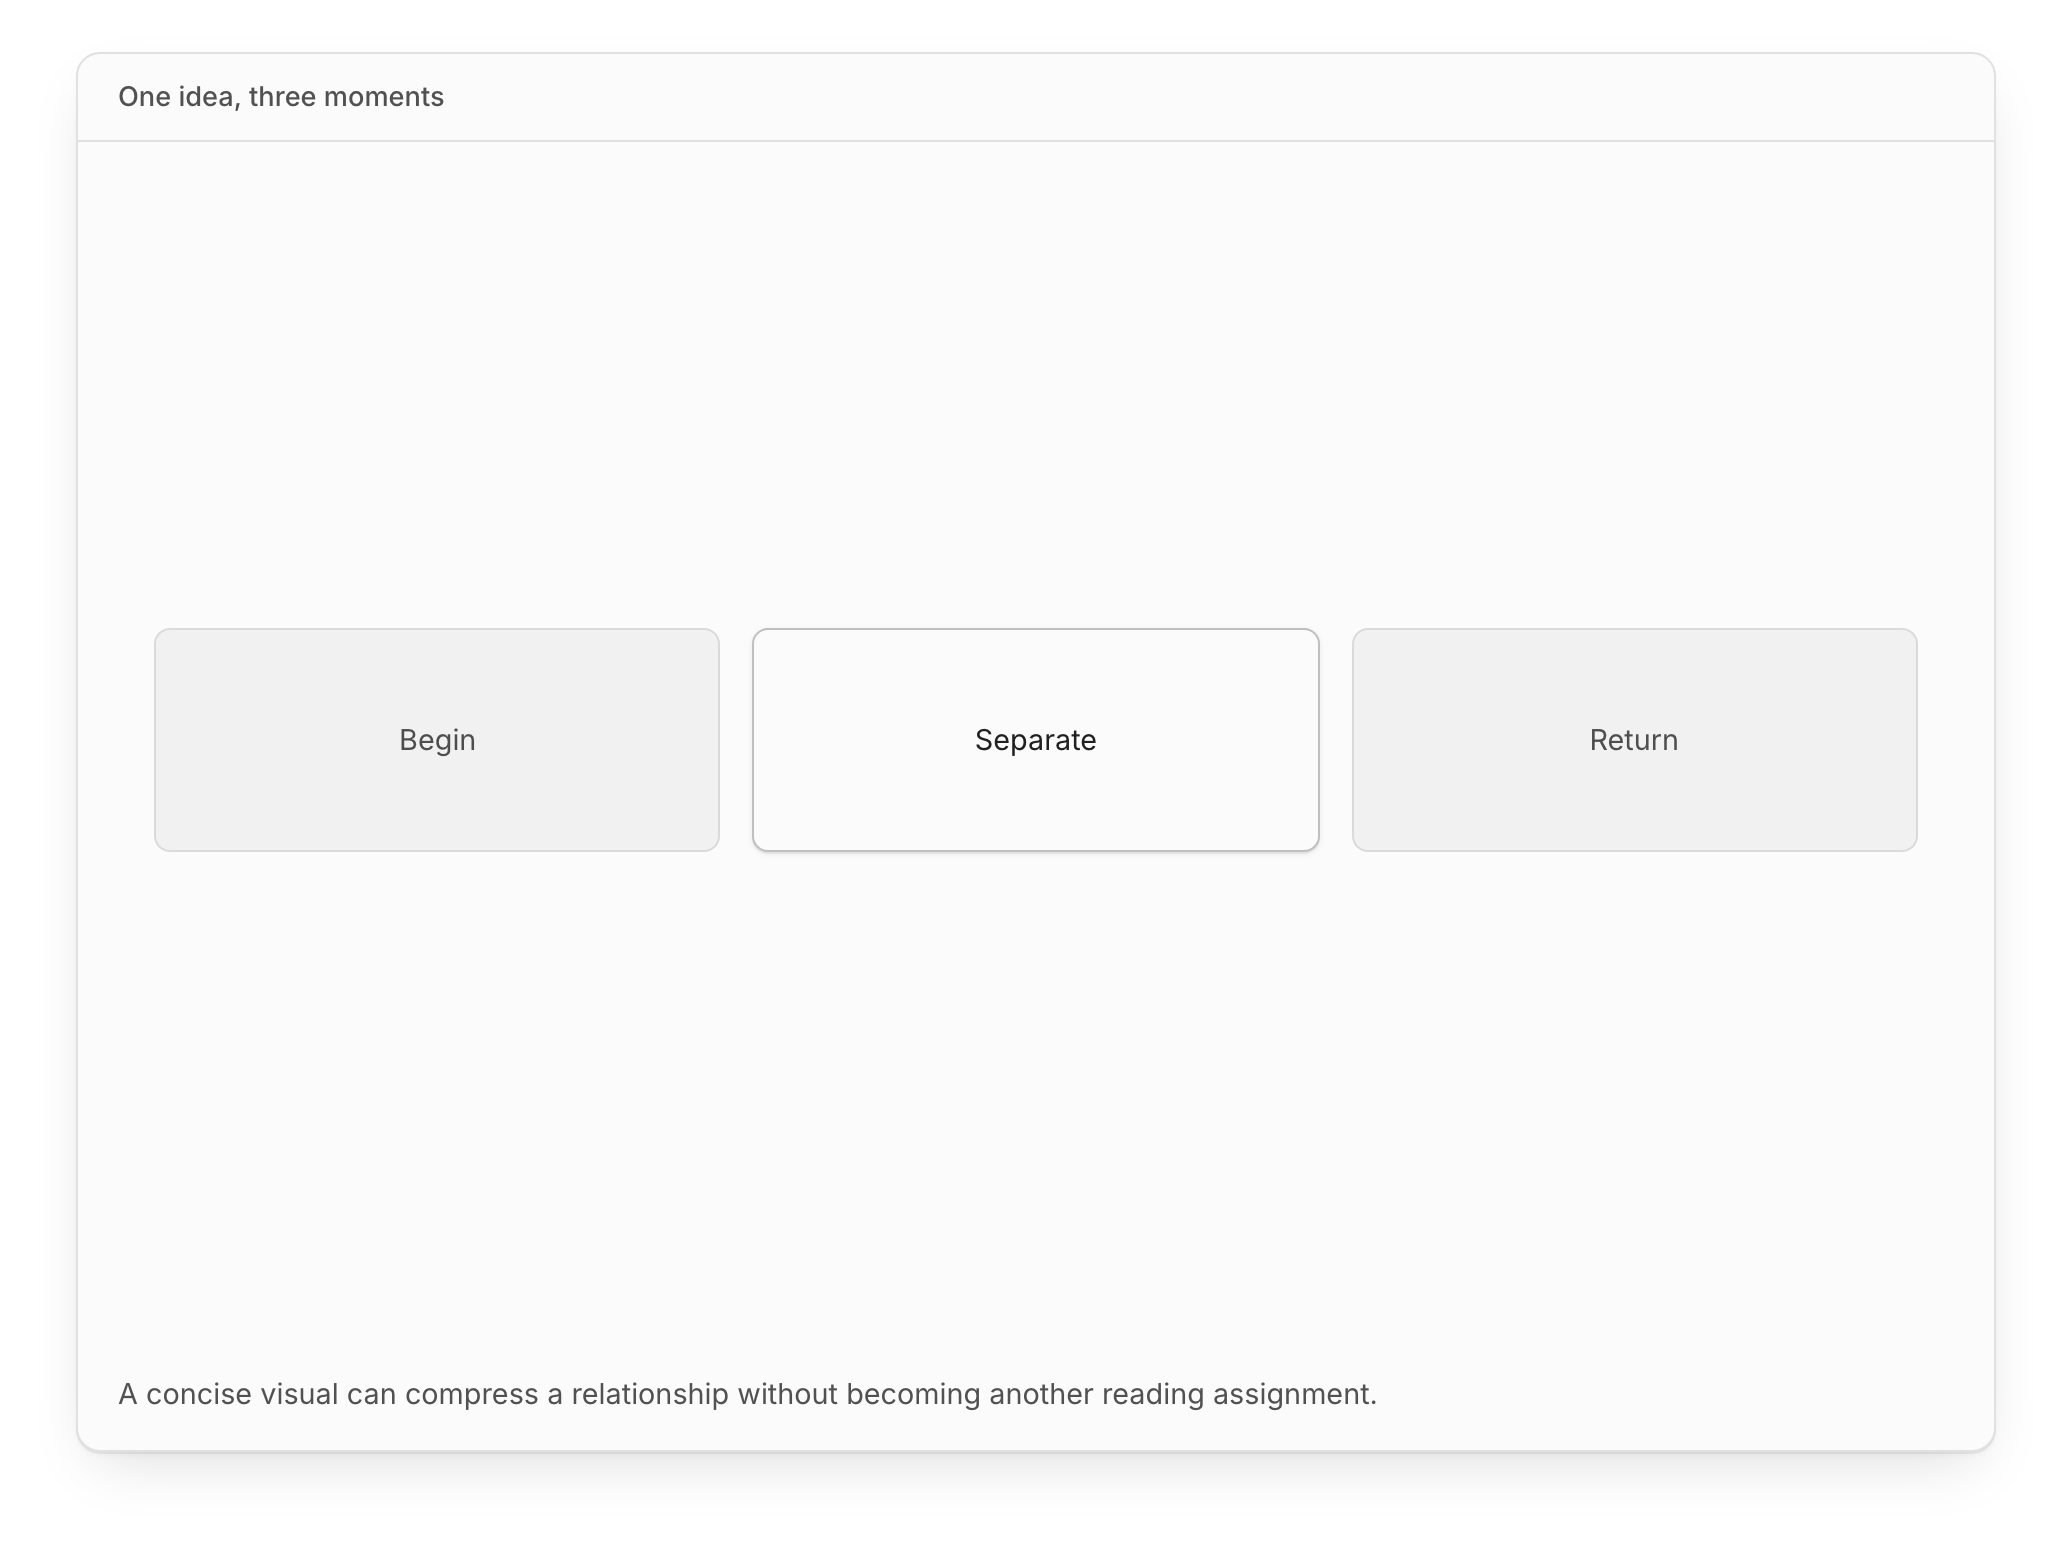 One idea, three moments
Begin
Separate
Return
A concise visual can compress a relationship without becoming another reading assignment.